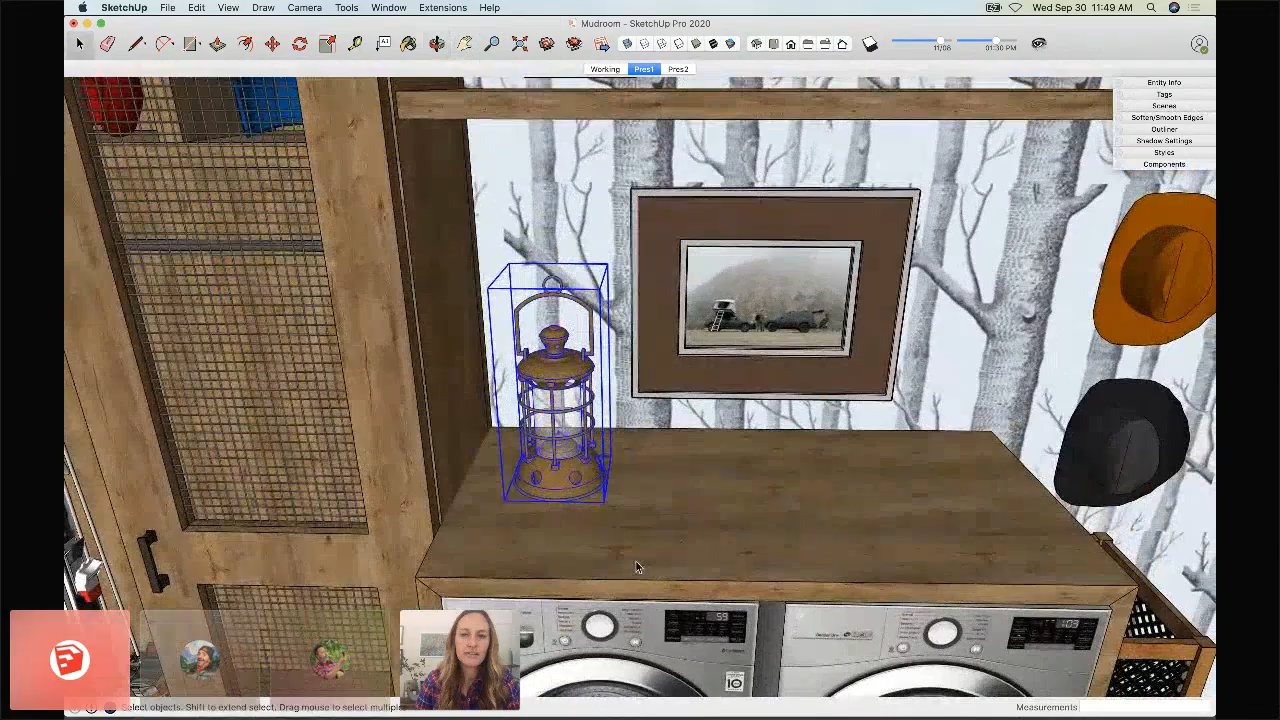 SketchUp File Edit View Draw Camera Tools Window Extensions Help Wed Sep 30 11:49 AM
Mudroom - SketchUp Pro 2020
11/08 01:30 PM
Working Pres1 Pres2
Entity Info
Tags
Scenes
Soften/Smooth Edges
Outliner
Shadow Settings
Styles
Components
Select objects. Shift to extend select. Drag mouse to select multiple
Measurements